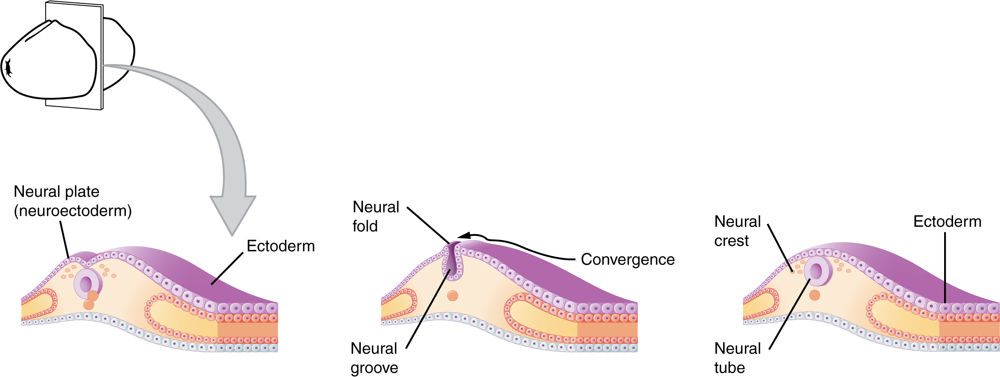 Neural plate
(neuroectoderm)
Ectoderm
Neural
fold
Convergence
Neural
groove
Neural
crest
Ectoderm
Neural
tube